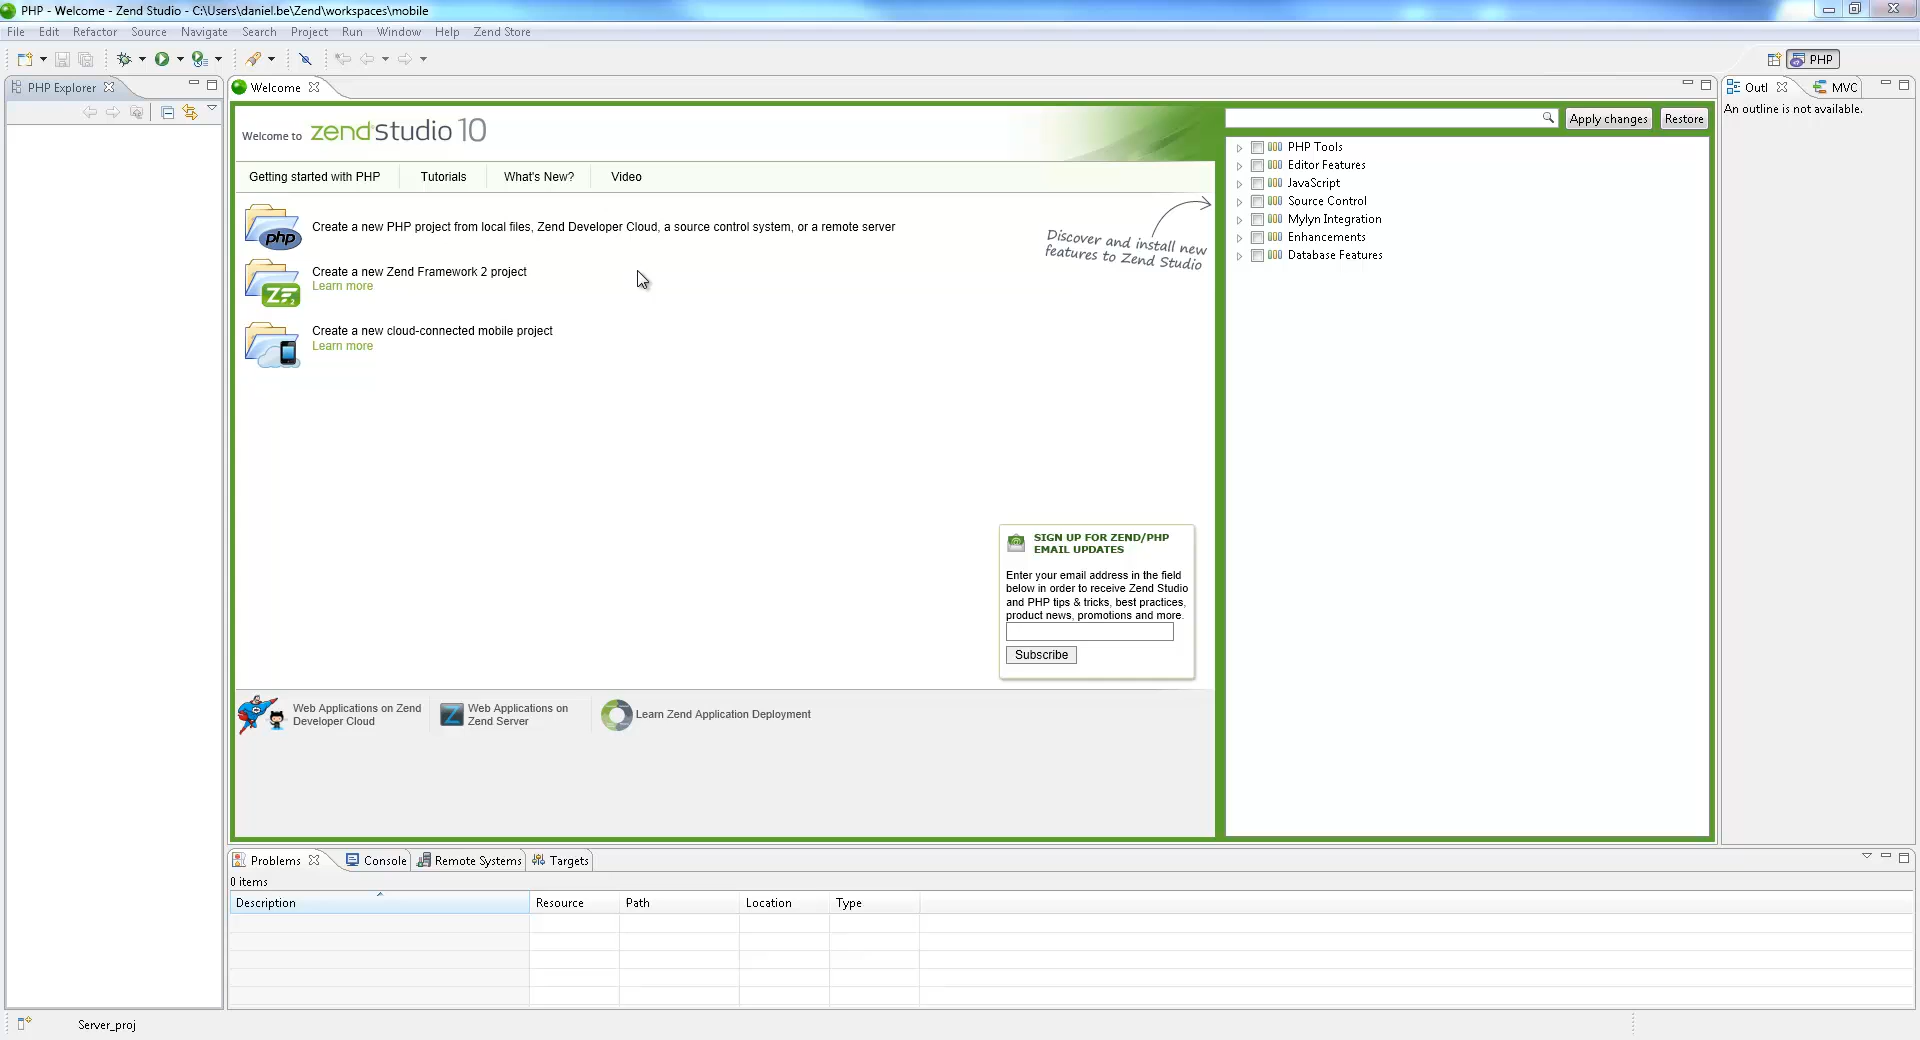 PHP - Welcome - Zend Studio - C:\Users\daniel.be\Zend\workspaces\mobile
File Edit Refactor Source Navigate Search Project Run Window Help Zend Store
PHP
PHP Explorer
Welcome
Outl
MVC
An outline is not available.
Welcome to zend Studio 10
Apply changes
Restore
Getting started with PHP
Tutorials
What's New?
Video
PHP Tools
Editor Features
JavaScript
Source Control
Mylyn Integration
Enhancements
Database Features
php
Create a new PHP project from local files, Zend Developer Cloud, a source control system, or a remote server
Discover and install new
features to Zend Studio
ZF2
Create a new Zend Framework 2 project
Learn more
Create a new cloud-connected mobile project
Learn more
SIGN UP FOR ZEND/PHP
EMAIL UPDATES
Enter your email address in the field
below in order to receive Zend Studio
and PHP tips & tricks, best practices,
product news, promotions and more.
Subscribe
Web Applications on Zend
Developer Cloud
Web Applications on
Zend Server
Learn Zend Application Deployment
Problems
Console
Remote Systems
Targets
0 items
Description Resource Path Location Type
Server_proj